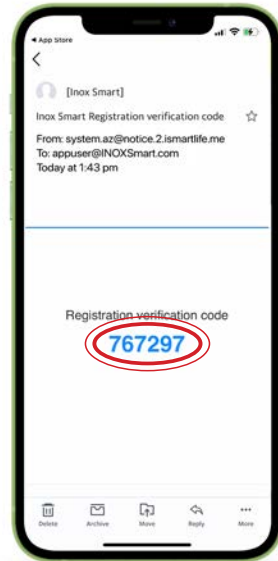 App Store
[Inox Smart]
Inox Smart Registration verification code
From: system.az@notice.2.ismartlife.me
To: appuser@INOXSmart.com
Today at 1:43 pm
Registration verification code
767297
Delete Archive Move Reply More